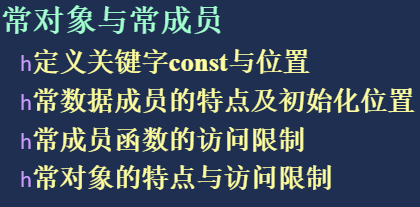 常对象与常成员
h定义关键字const与位置
h常数据成员的特点及初始化位置
h常成员函数的访问限制
h常对象的特点与访问限制